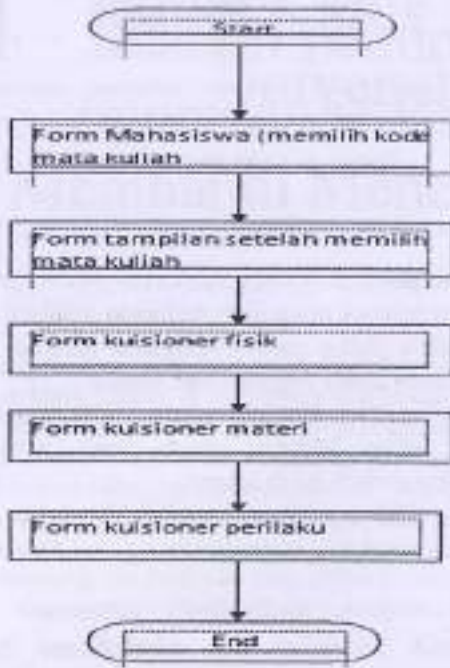 Start
Form Mahasiswa (memilih kode
mata kuliah
Form tampilan setelah memilih
mata kuliah
Form kuisioner fisik
Form kuisioner materi
Form kuisioner perilaku
End